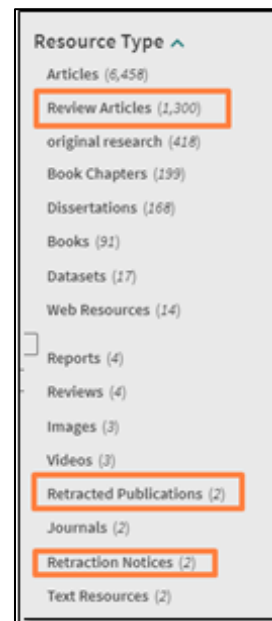 Resource Type
Articles (6,458)
Review Articles (1,300)
original research (418)
Book Chapters (199)
Dissertations (168)
Books (91)
Datasets (17)
Web Resources (14)
Reports (4)
Reviews (4)
Images (3)
Videos (3)
Retracted Publications (2)
Journals (2)
Retraction Notices (2)
Text Resources (2)